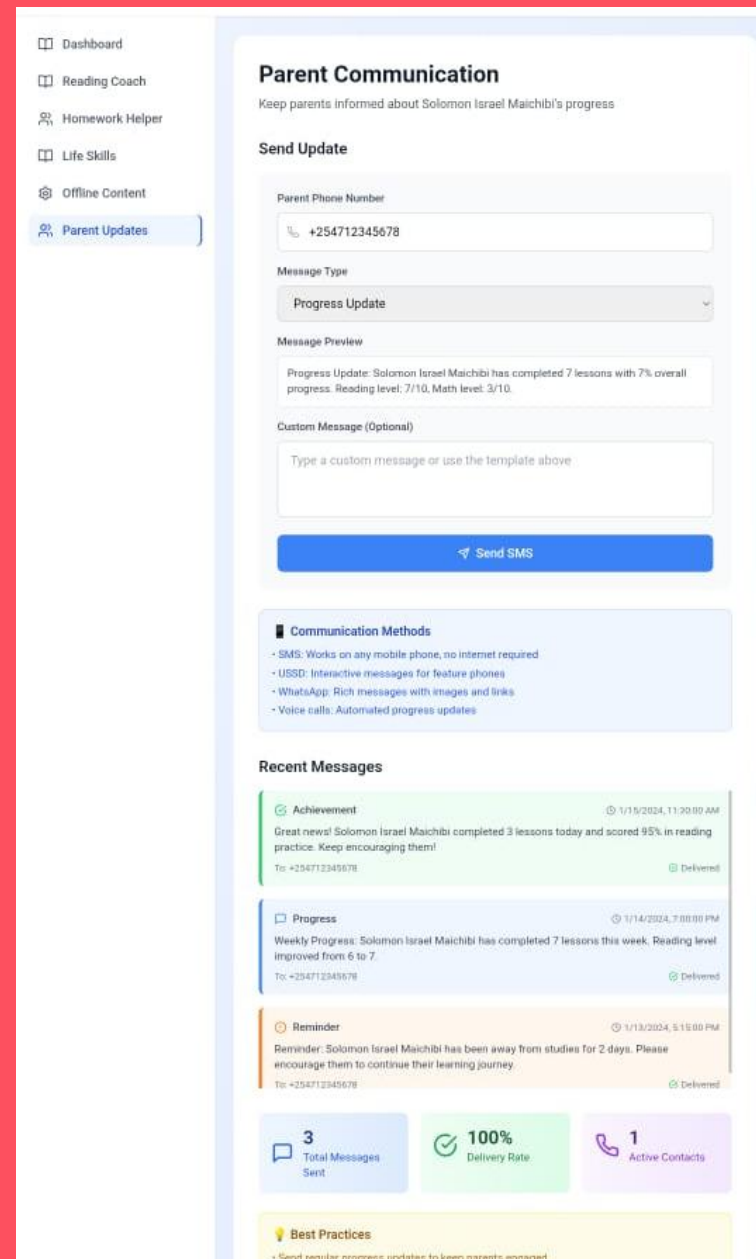 Dashboard
Reading Coach
Homework Helper
Life Skills
Offline Content
Parent Updates
Parent Communication
Keep parents informed about Solomon Israel Maichibi's progress
Send Update
Parent Phone Number
+254712345678
Message Type
Progress Update
Message Preview
Progress Update: Solomon Israel Maichibi has completed 7 lessons with 7% overall
progress. Reading level: 7/10, Math level: 3/10.
Custom Message (Optional)
Type a custom message or use the template above
Send SMS
Communication Methods
• SMS: Works on any mobile phone, no internet required
• USSD: Interactive messages for feature phones
• WhatsApp: Rich messages with images and links
• Voice calls: Automated progress updates
Recent Messages
Achievement 1/15/2024, 11:30:00 AM
Great news! Solomon Israel Maichibi completed 3 lessons today and scored 95% in reading
practice. Keep encouraging them!
To: +254712345678 Delivered
Progress 1/14/2024, 7:00:00 PM
Weekly Progress: Solomon Israel Maichibi has completed 7 lessons this week. Reading level
improved from 6 to 7.
To: +254712345678 Delivered
Reminder 1/13/2024, 5:15:00 PM
Reminder: Solomon Israel Maichibi has been away from studies for 2 days. Please
encourage them to continue their learning journey.
To: +254712345678 Delivered
3
Total Messages
Sent
100%
Delivery Rate
1
Active Contacts
Best Practices
• Send regular progress updates to keep parents engaged